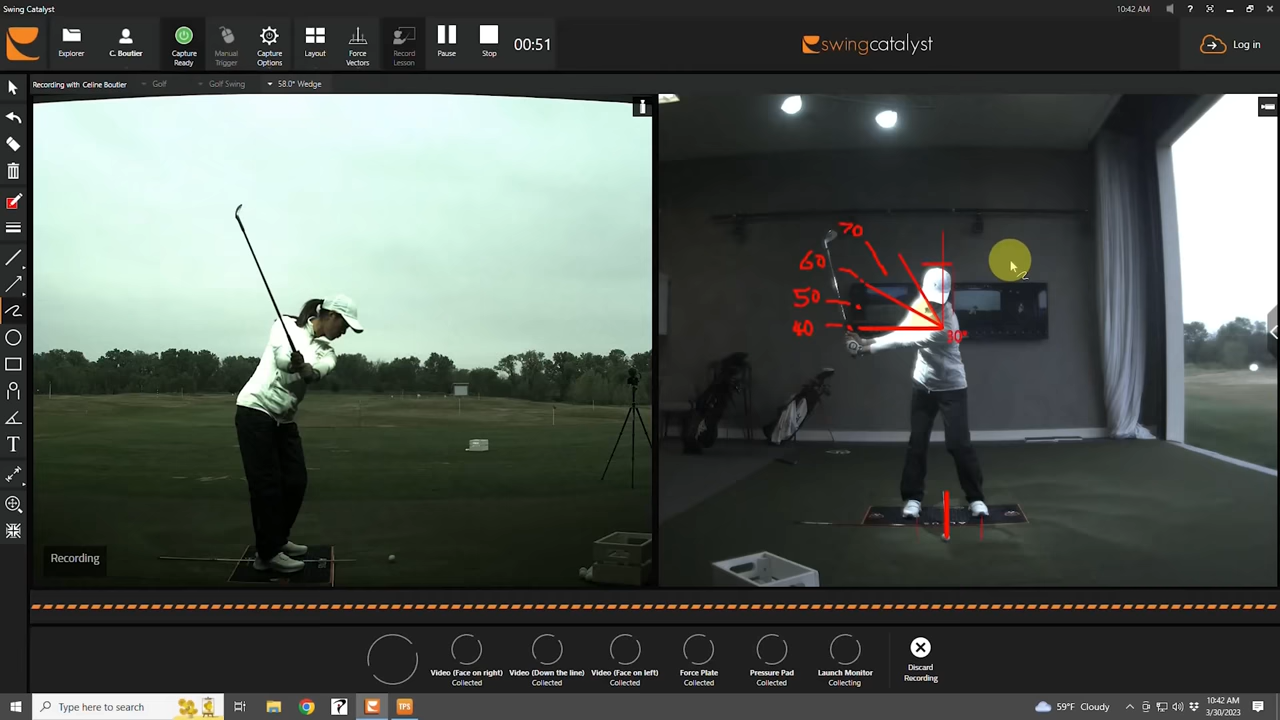 Swing Catalyst
10:42 AM
Explorer
C. Boutier
Capture
Ready
Manual
Trigger
Capture
Options
Layout
Force
Vectors
Record
Lesson
Pause
Stop
00:51
swingcatalyst
Log in
Recording with Celine Boutier
Golf
Golf Swing
58.0° Wedge
70
60
50
40
30°
Recording
Video (Face on right)
Collected
Video (Down the line)
Collected
Video (Face on left)
Collected
Force Plate
Collected
Pressure Pad
Collected
Launch Monitor
Collecting
Discard
Recording
Type here to search
TPS
59°F Cloudy
10:42 AM
3/30/2023